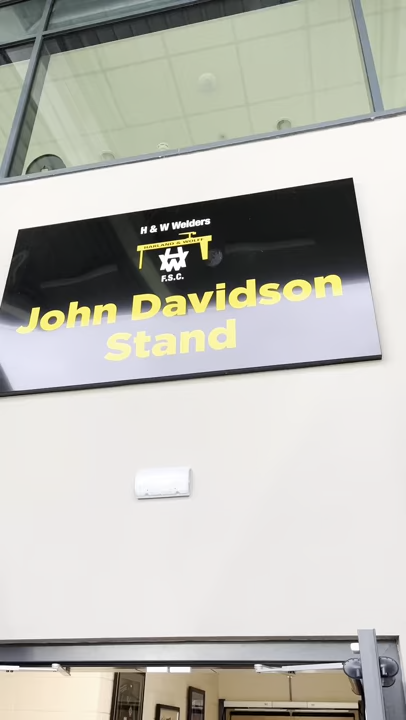 H & W Welders
HARLAND & WOLFF
HW
F.S.C.
John Davidson
Stand